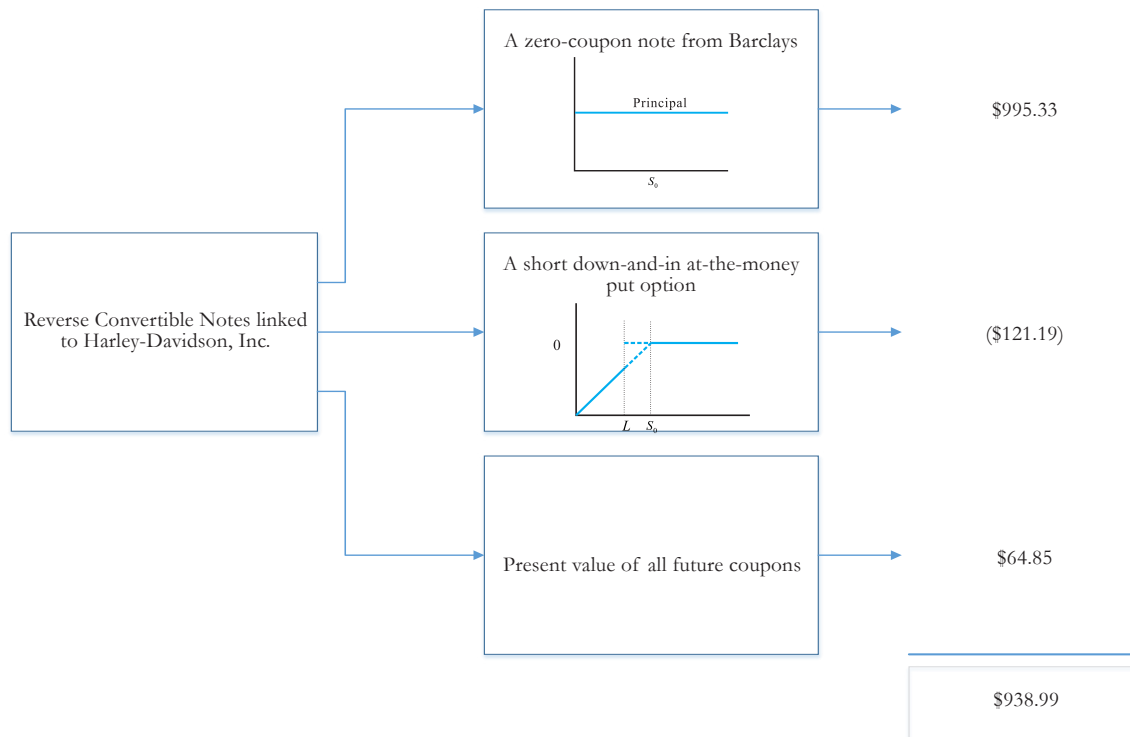 A zero-coupon note from Barclays
Principal
S₀
$995.33
Reverse Convertible Notes linked
to Harley-Davidson, Inc.
A short down-and-in at-the-money
put option
0
L S₀
($121.19)
Present value of all future coupons
$64.85
$938.99